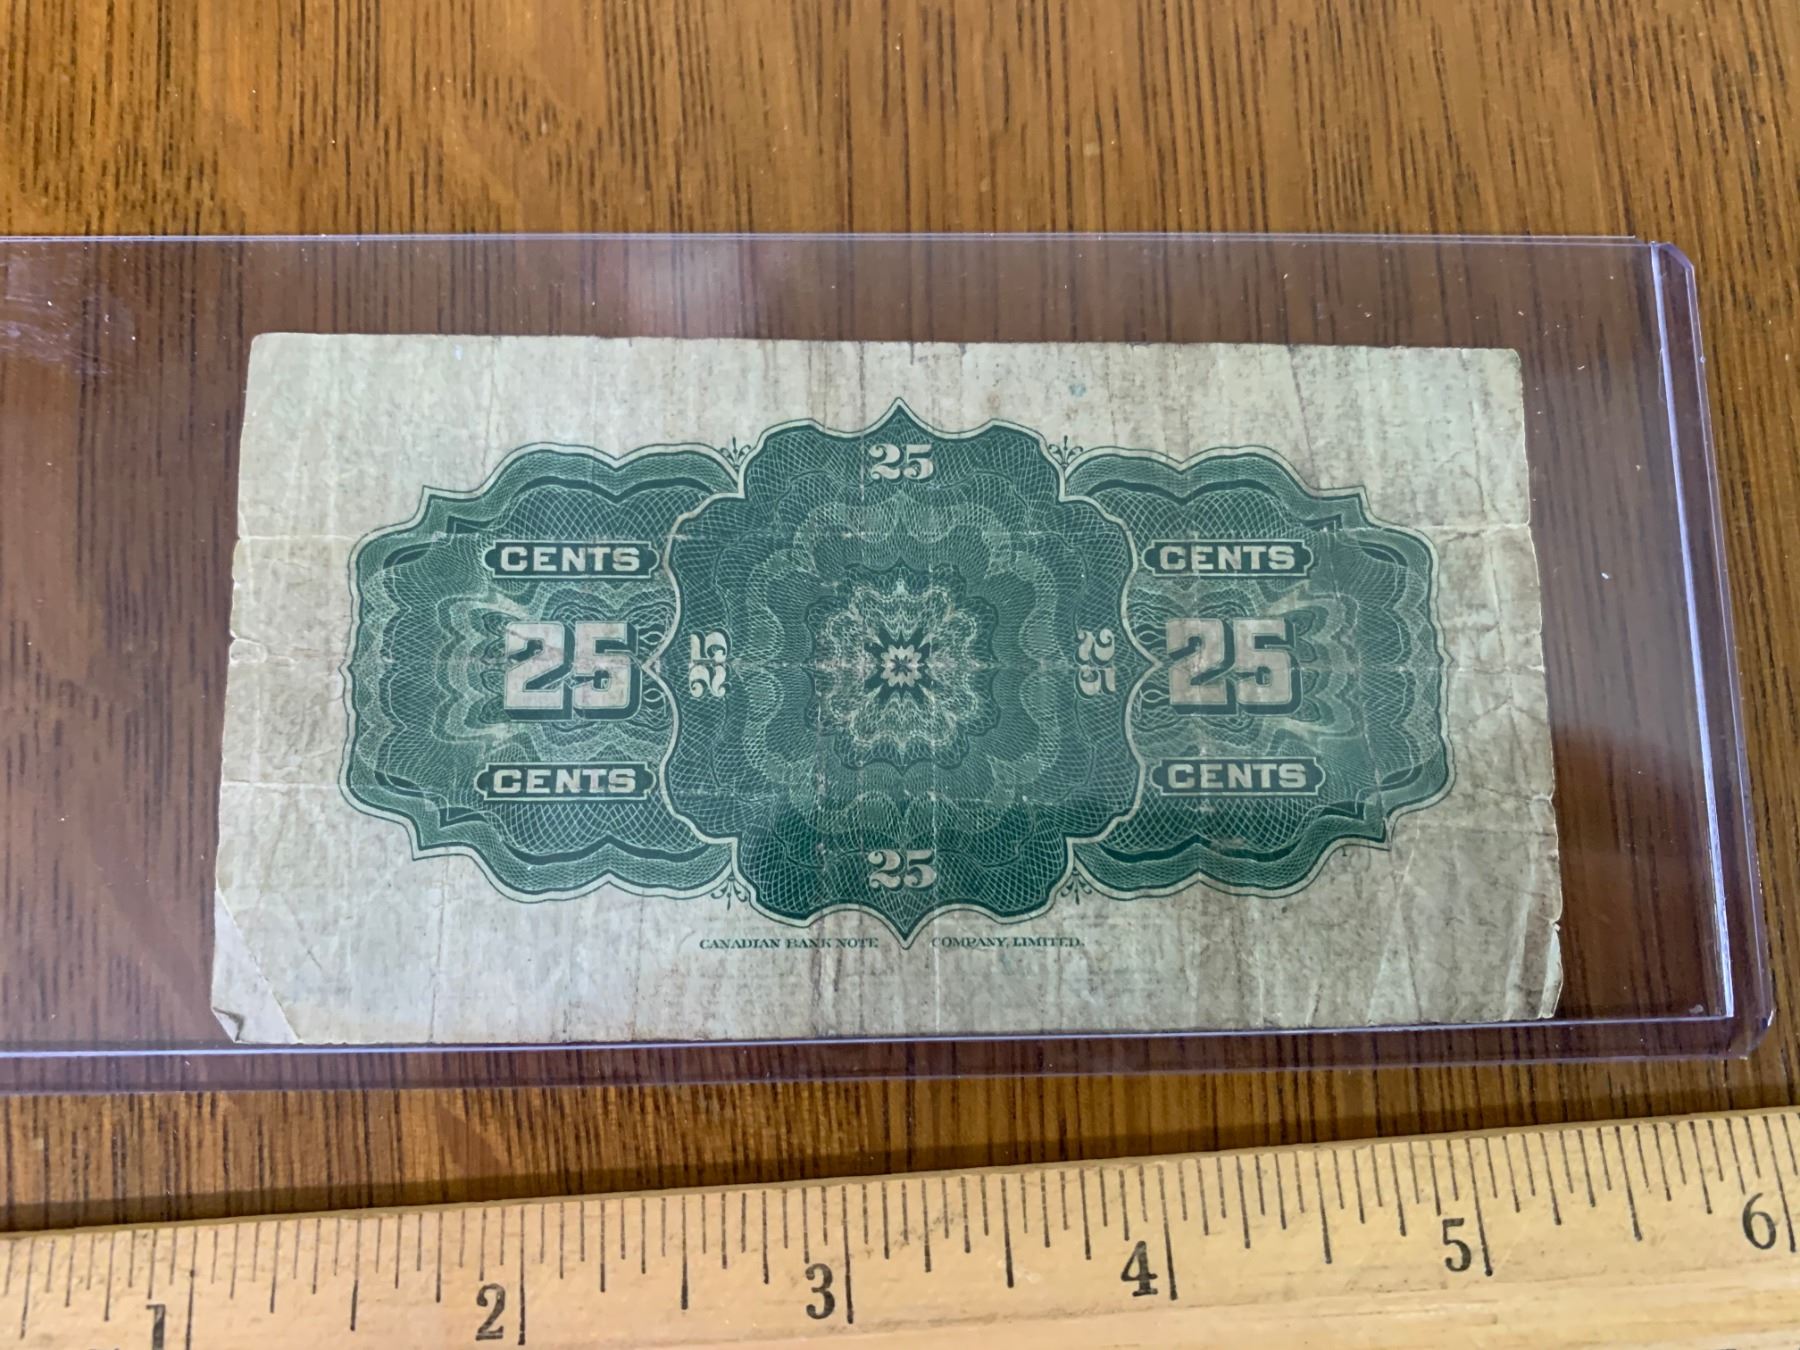 25
CENTS CENTS
25 25 25 25
CENTS CENTS
25
CANADIAN BANK NOTE COMPANY, LIMITED.
1 2 3 4 5 6